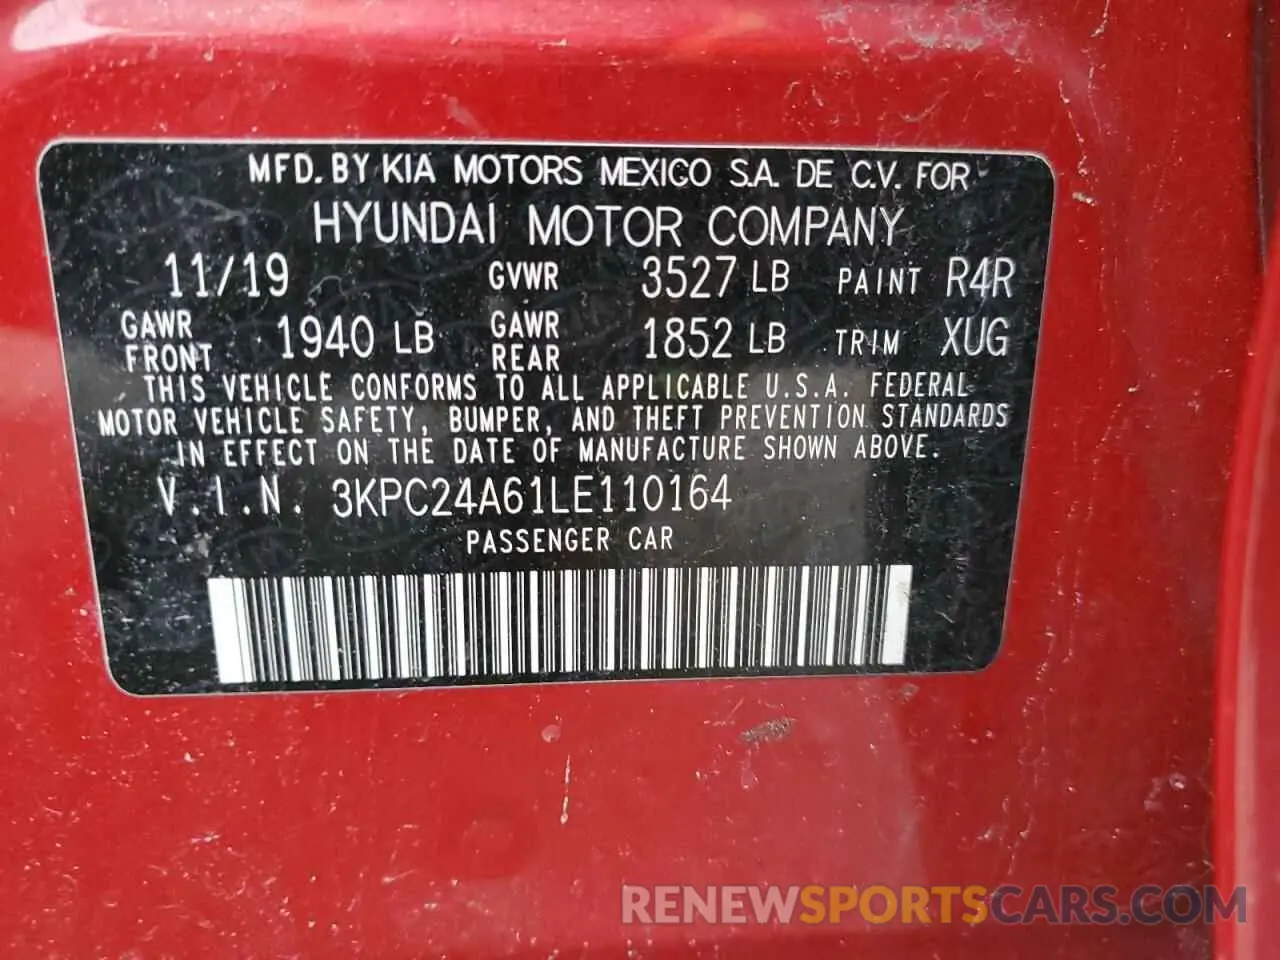 MFD. BY KIA MOTORS MEXICO S.A. DE C.V. FOR
HYUNDAI MOTOR COMPANY
11/19 GVWR 3527 LB PAINT R4R
GAWR FRONT 1940 LB GAWR REAR 1852 LB TRIM XUG
THIS VEHICLE CONFORMS TO ALL APPLICABLE U.S.A. FEDERAL
MOTOR VEHICLE SAFETY, BUMPER, AND THEFT PREVENTION STANDARDS
IN EFFECT ON THE DATE OF MANUFACTURE SHOWN ABOVE.
V.I.N. 3KPC24A61LE110164
PASSENGER CAR
RENEWSPORTSCARS.COM